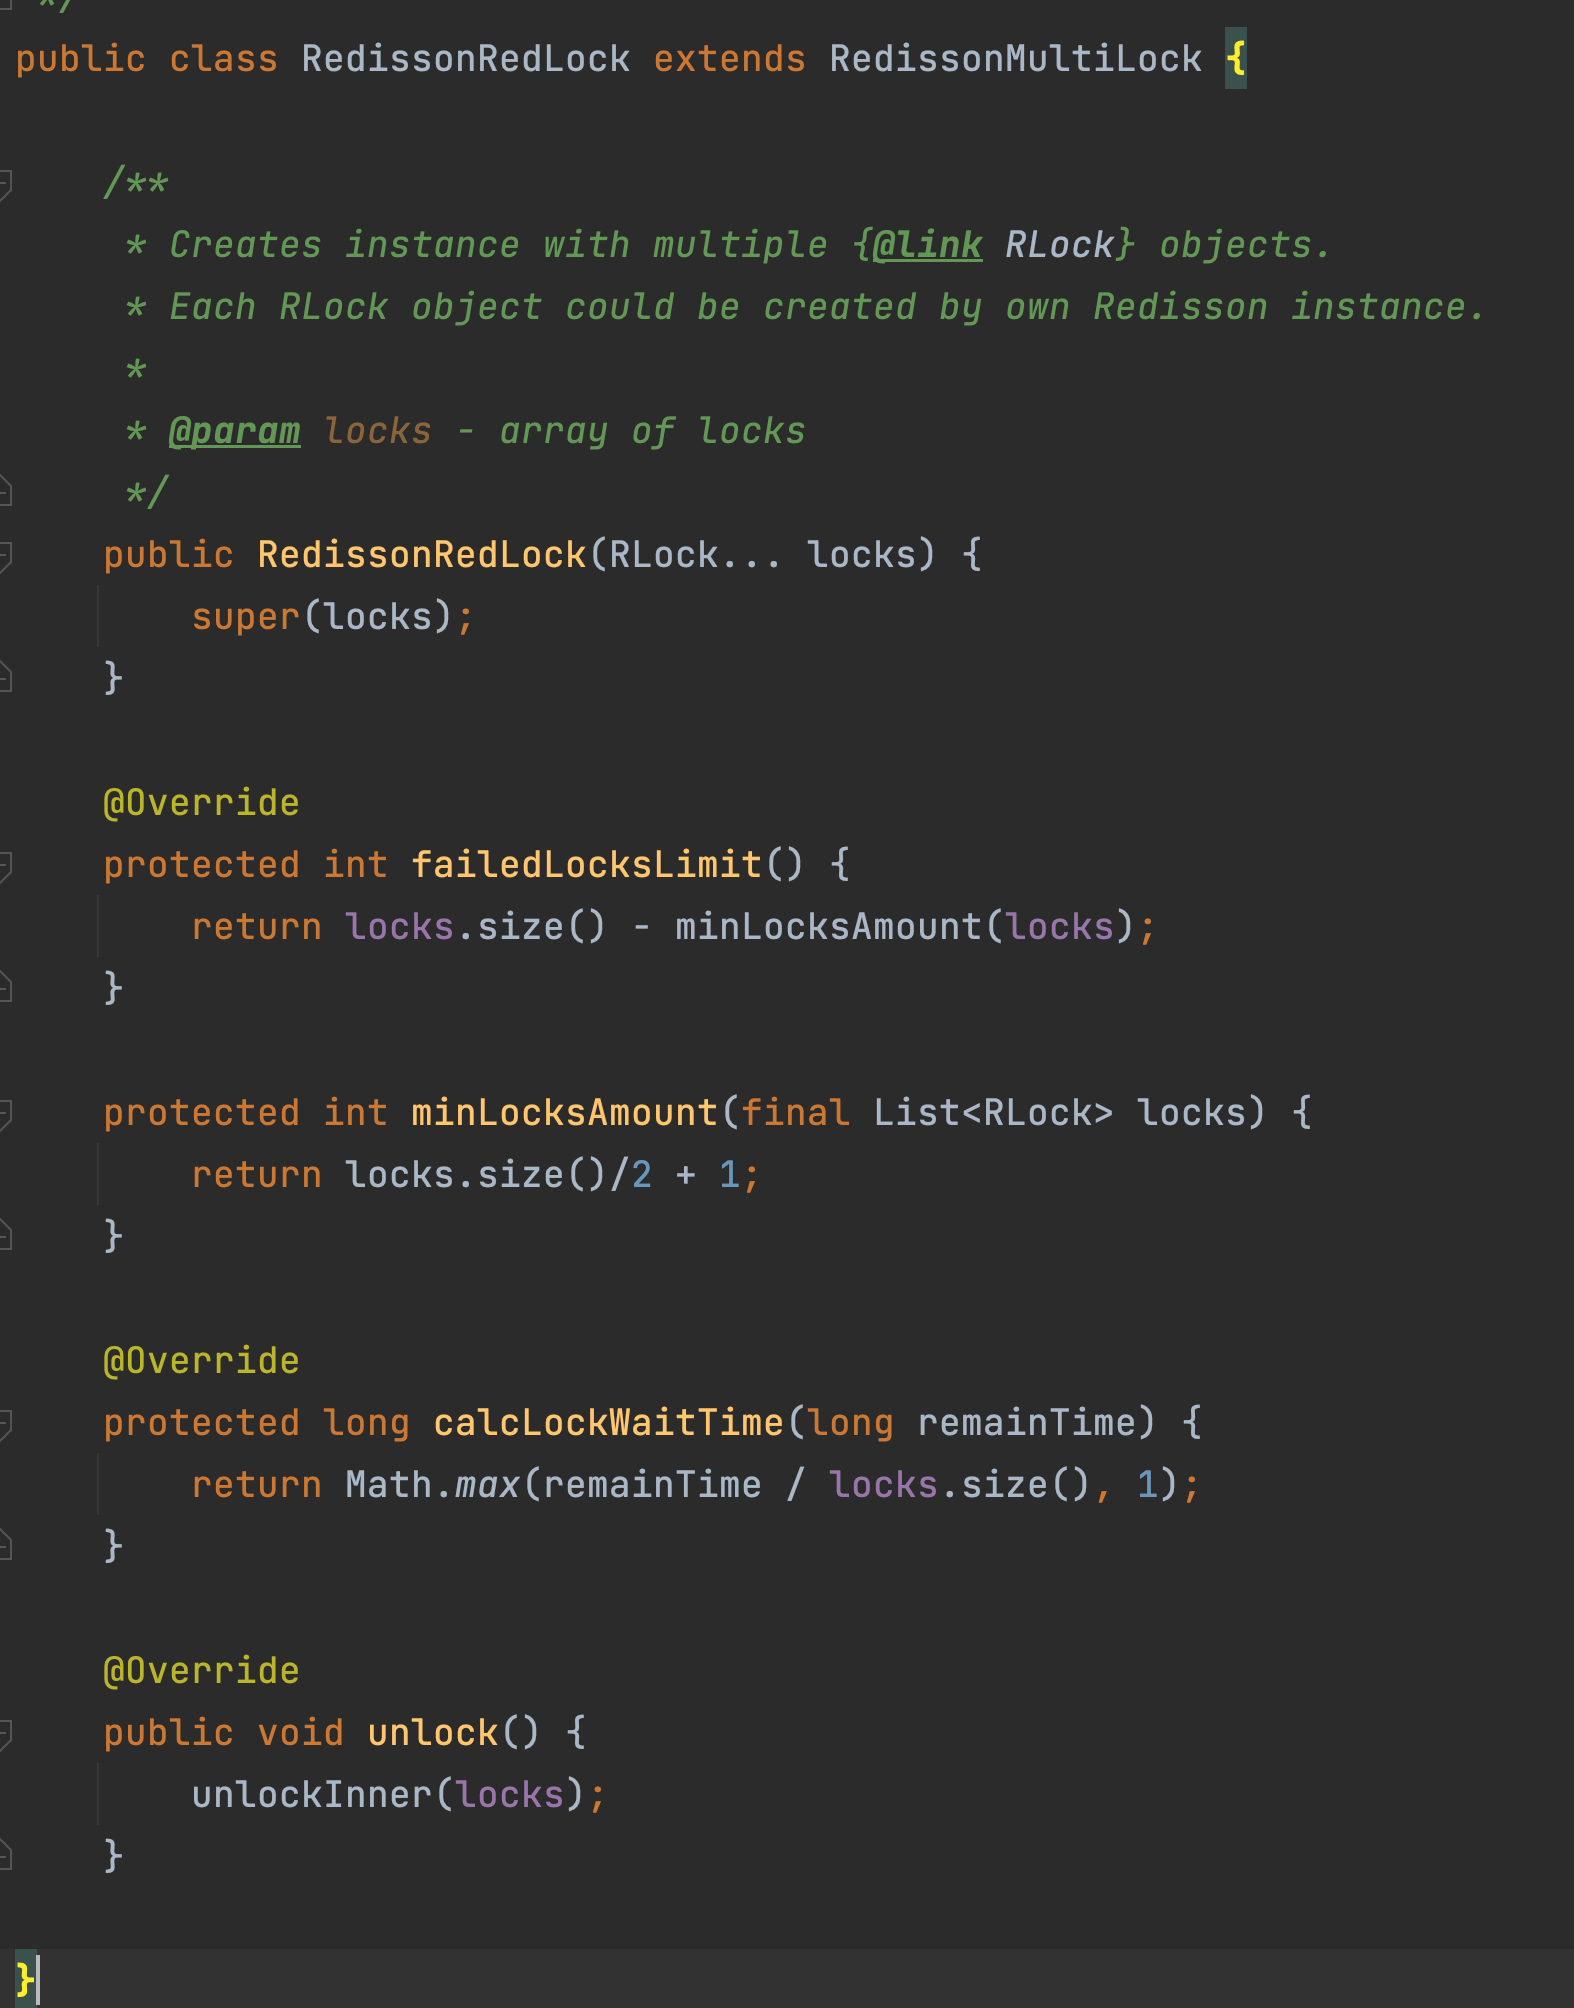 */
public class RedissonRedLock extends RedissonMultiLock {
/**
* Creates instance with multiple {@link RLock} objects.
* Each RLock object could be created by own Redisson instance.
*
* @param locks - array of locks
*/
public RedissonRedLock(RLock... locks) {
super(locks);
}
@Override
protected int failedLocksLimit() {
return locks.size() - minLocksAmount(locks);
}
protected int minLocksAmount(final List<RLock> locks) {
return locks.size()/2 + 1;
}
@Override
protected long calcLockWaitTime(long remainTime) {
return Math.max(remainTime / locks.size(), 1);
}
@Override
public void unlock() {
unlockInner(locks);
}
}